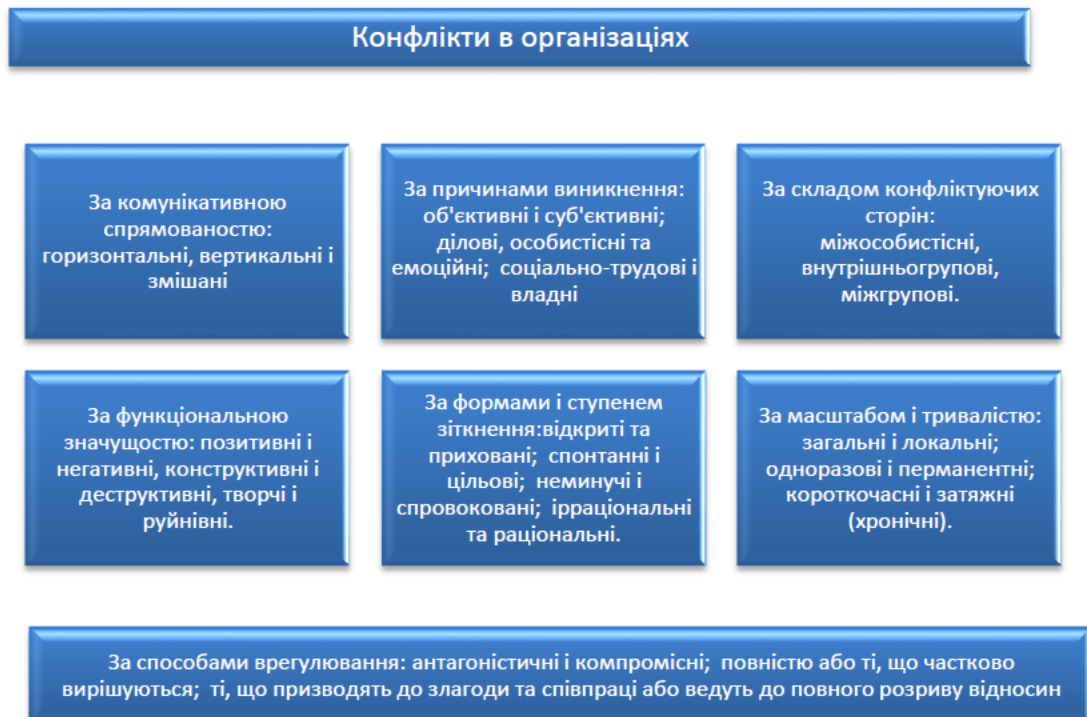 Конфлікти в організаціях
За комунікативною
спрямованостю:
горизонтальні, вертикальні і
змішані
За причинами виникнення:
об'єктивні і суб'єктивні;
ділові, особистісні та
емоційні;  соціально-трудові і
владні
За складом конфліктуючих
сторін:
міжособистісні,
внутрішньогрупові,
міжгрупові.
За функціональною
значущостю: позитивні і
негативні, конструктивні і
деструктивні, творчі і
руйнівні.
За формами і ступенем
зіткнення:відкриті та
приховані;  спонтанні і
цільові;  неминучі і
спровоковані;  ірраціональні
та раціональні.
За масштабом і тривалістю:
загальні і локальні;
одноразові і перманентні;
короткочасні і затяжні
(хронічні).
За способами врегулювання: антагоністичні і компромісні;  повністю або ті, що частково
вирішуються;  ті, що призводять до злагоди та співпраці або ведуть до повного розриву відносин